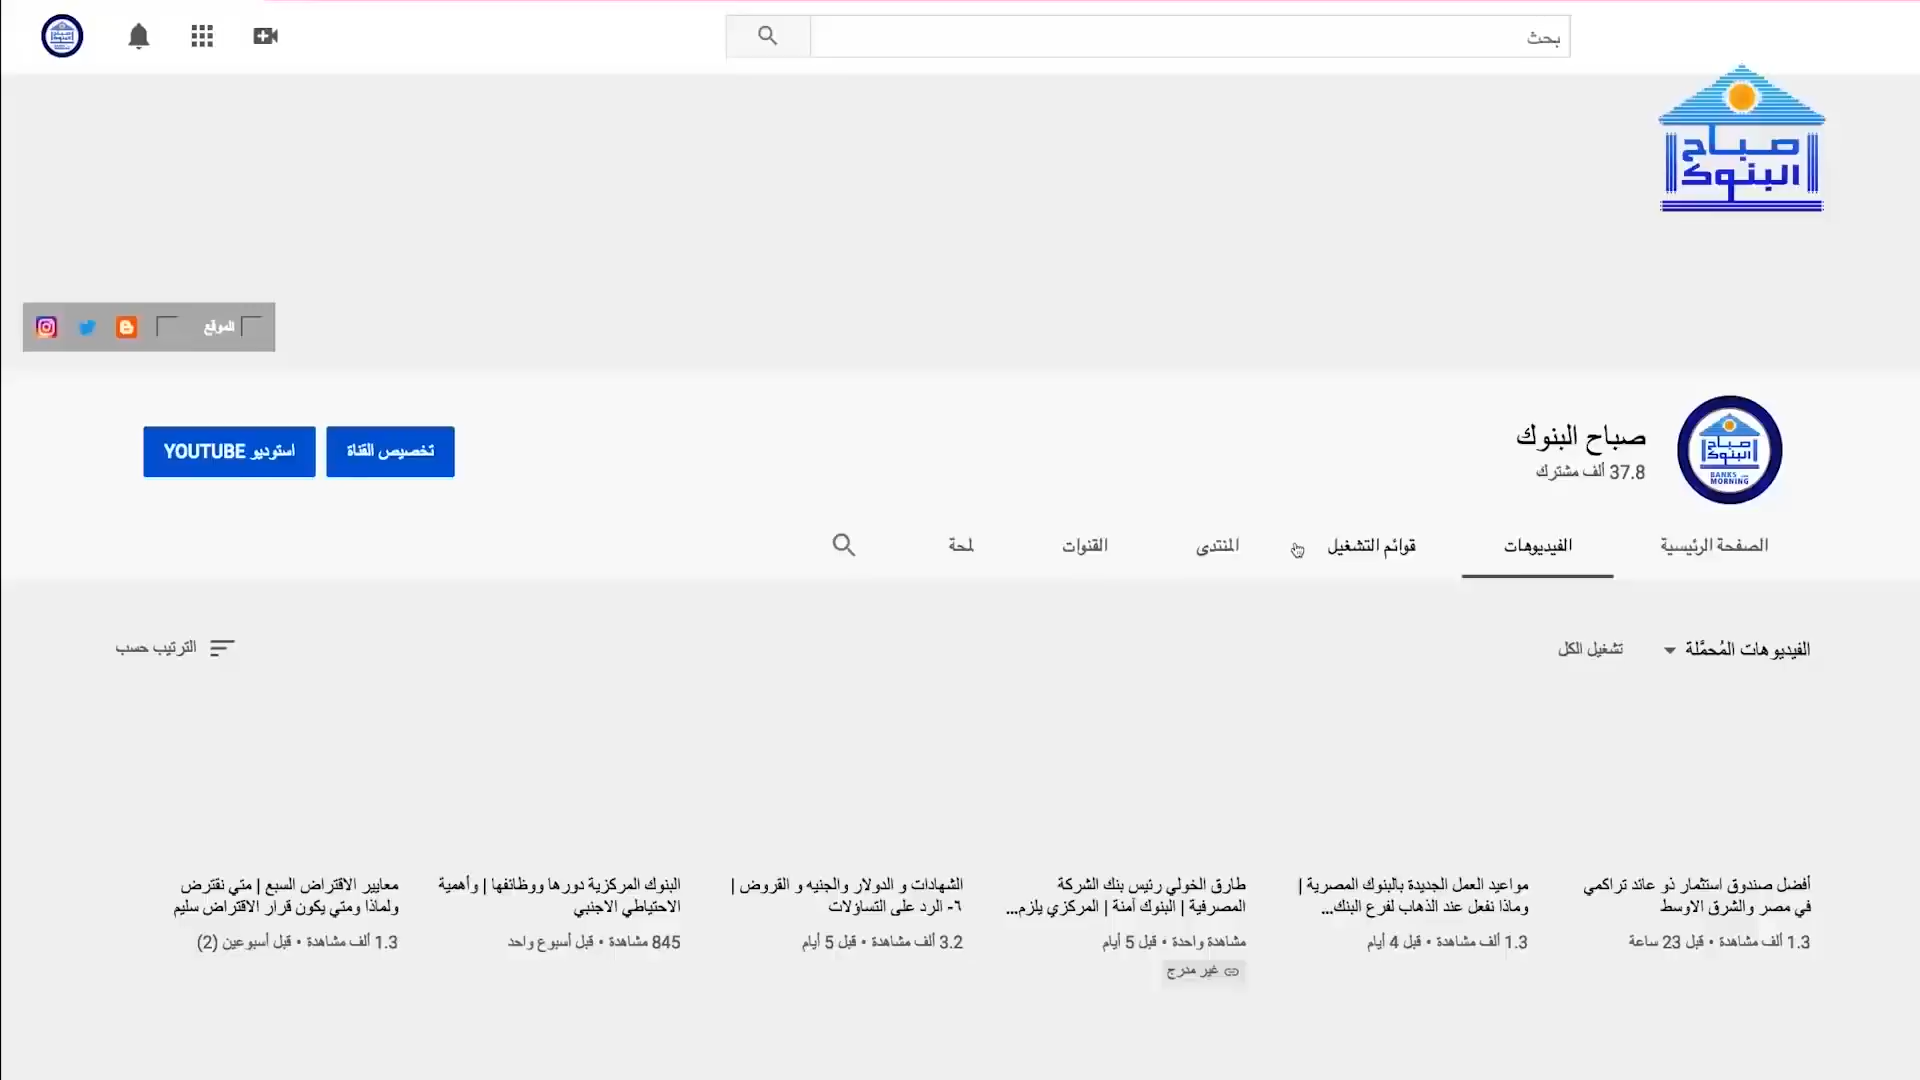 بحث
صباح
البنوك
الموقع
صباح البنوك
37.8 ألف مشترك
صباح
البنوك
BANKS
MORNING
تخصيص القناة
استوديو YOUTUBE
الصفحة الرئيسية
الفيديوهات
قوائم التشغيل
المنتدى
القنوات
لمحة
الفيديوهات المُحمَّلة
تشغيل الكل
الترتيب حسب
أفضل صندوق استثمار ذو عائد تراكمي
في مصر والشرق الاوسط
1.3 ألف مشاهدة • قبل 23 ساعة
مواعيد العمل الجديدة بالبنوك المصرية |
وماذا نفعل عند الذهاب لفرع البنك...
1.3 ألف مشاهدة • قبل 4 أيام
طارق الخولي رئيس بنك الشركة
المصرفية | البنوك آمنة | المركزي يلزم...
مشاهدة واحدة • قبل 5 أيام
غير مدرج
الشهادات و الدولار والجنيه و القروض |
٦- الرد على التساؤلات
3.2 ألف مشاهدة • قبل 5 أيام
البنوك المركزية دورها ووظائفها | وأهمية
الاحتياطي الاجنبي
845 مشاهدة • قبل أسبوع واحد
معايير الاقتراض السبع | متي نقترض
ولماذا ومتي يكون قرار الاقتراض سليم
1.3 ألف مشاهدة • قبل أسبوعين (2)